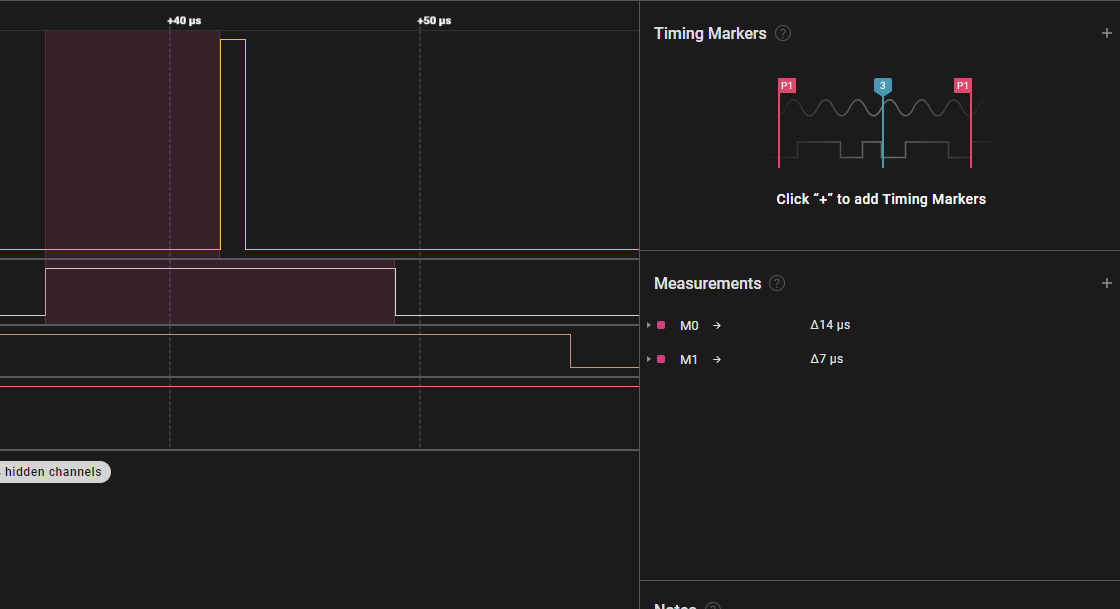 +40 µs
+50 µs
Timing Markers ?
+
P1
3
P1
Click “+” to add Timing Markers
Measurements ?
+
M0 → Δ14 µs
M1 → Δ7 µs
hidden channels
Notes ?